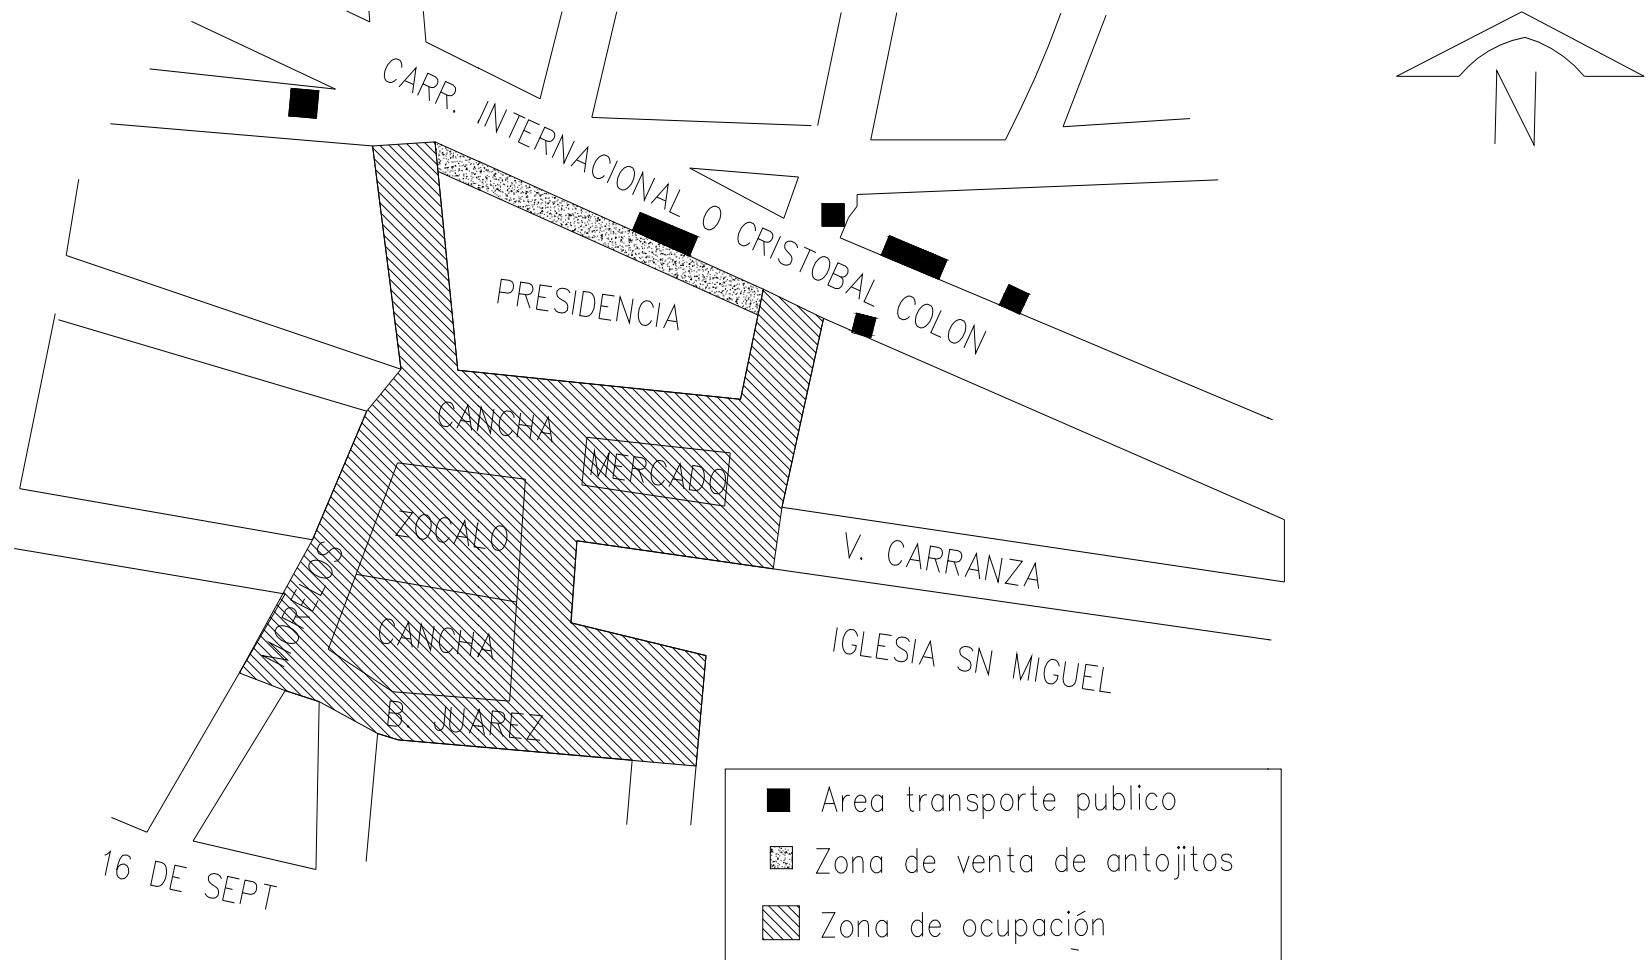 N
CARR. INTERNACIONAL O CRISTOBAL COLON
PRESIDENCIA
CANCHA
MERCADO
ZOCALO
MORELOS
CANCHA
B. JUAREZ
V. CARRANZA
IGLESIA SN MIGUEL
16 DE SEPT
Area transporte publico
Zona de venta de antojitos
Zona de ocupación